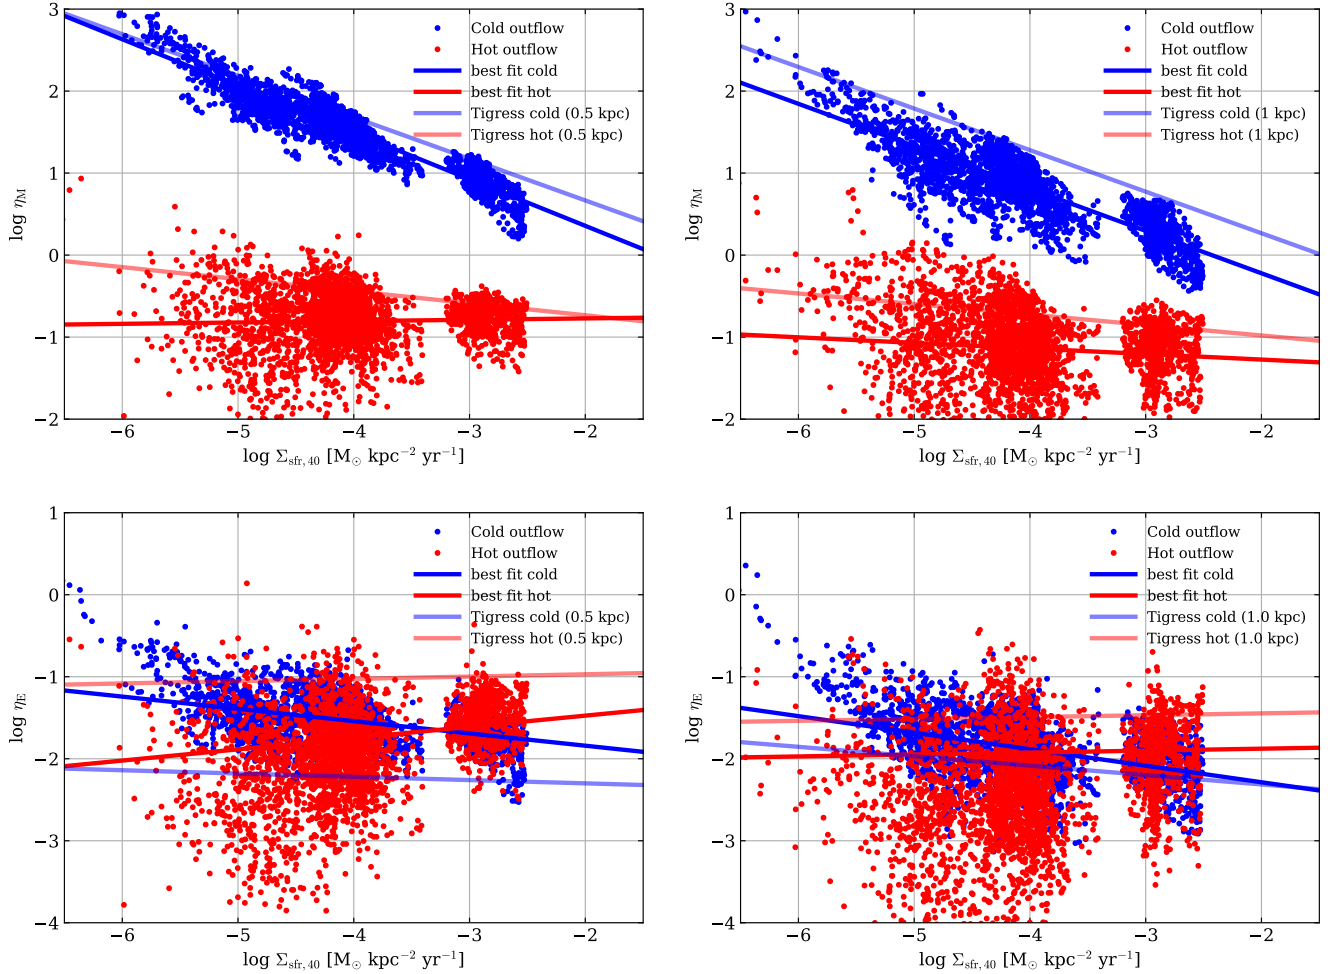 3
2
1
0
−1
−2
log η_M
−6 −5 −4 −3 −2
log Σ_sfr,40 [M_⊙ kpc⁻² yr⁻¹]
Cold outflow
Hot outflow
best fit cold
best fit hot
Tigress cold (0.5 kpc)
Tigress hot (0.5 kpc)
3
2
1
0
−1
−2
log η_M
−6 −5 −4 −3 −2
log Σ_sfr,40 [M_⊙ kpc⁻² yr⁻¹]
Cold outflow
Hot outflow
best fit cold
best fit hot
Tigress cold (1 kpc)
Tigress hot (1 kpc)
1
0
−1
−2
−3
−4
log η_E
−6 −5 −4 −3 −2
log Σ_sfr,40 [M_⊙ kpc⁻² yr⁻¹]
Cold outflow
Hot outflow
best fit cold
best fit hot
Tigress cold (0.5 kpc)
Tigress hot (0.5 kpc)
1
0
−1
−2
−3
−4
log η_E
−6 −5 −4 −3 −2
log Σ_sfr,40 [M_⊙ kpc⁻² yr⁻¹]
Cold outflow
Hot outflow
best fit cold
best fit hot
Tigress cold (1.0 kpc)
Tigress hot (1.0 kpc)